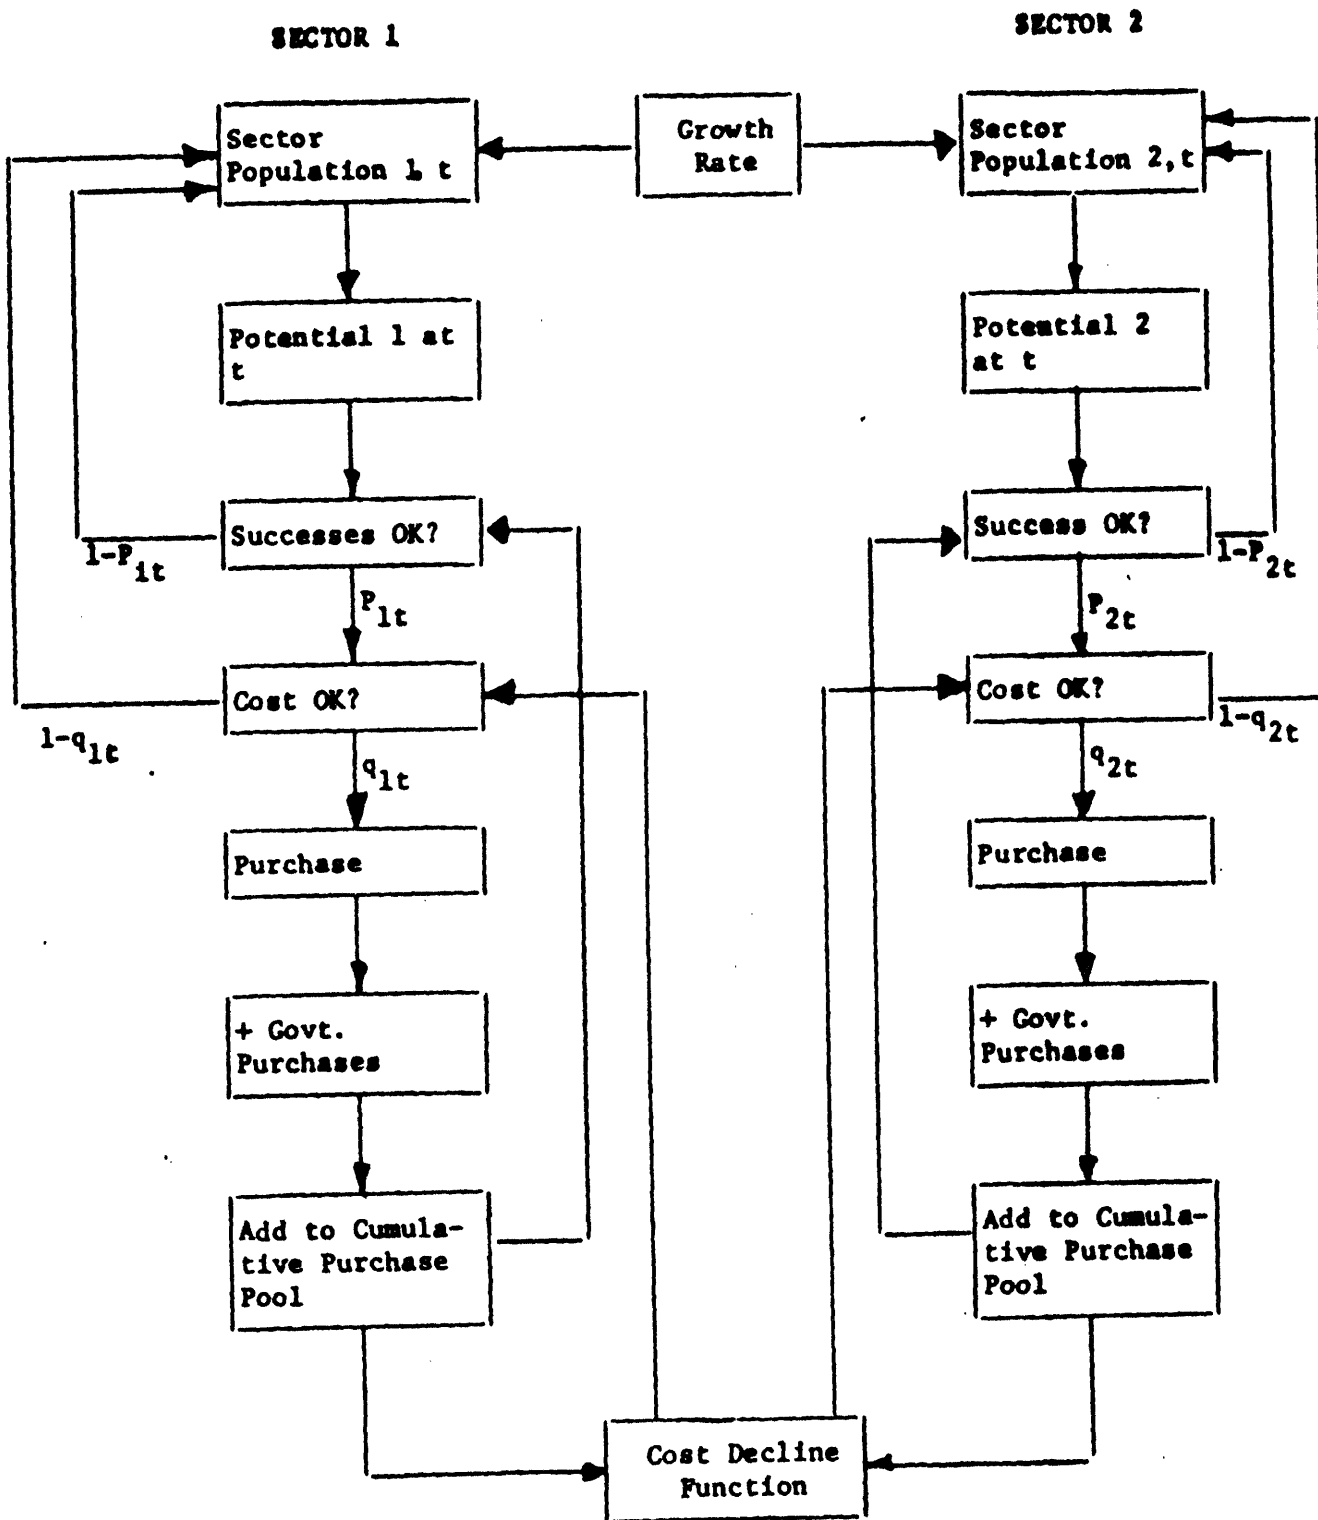 SECTOR 1
SECTOR 2
Sector
Population 1, t
Growth
Rate
Sector
Population 2,t
Potential 1 at
t
Potential 2
at t
Successes OK?
1-P1t
P1t
Success OK?
1-P2t
P2t
Cost OK?
1-q1t
q1t
Cost OK?
1-q2t
q2t
Purchase
Purchase
+ Govt.
Purchases
+ Govt.
Purchases
Add to Cumula-
tive Purchase
Pool
Add to Cumula-
tive Purchase
Pool
Cost Decline
Function